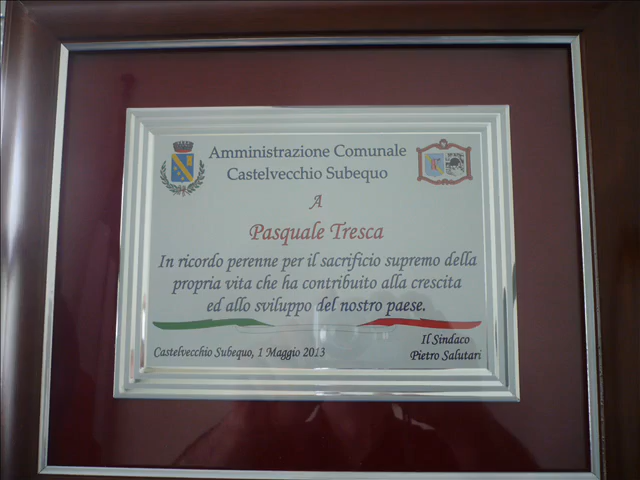 Amministrazione Comunale
Castelvecchio Subequo
A
Pasquale Tresca
In ricordo perenne per il sacrificio supremo della
propria vita che ha contribuito alla crescita
ed allo sviluppo del nostro paese.
Castelvecchio Subequo, 1 Maggio 2013
Il Sindaco
Pietro Salutari